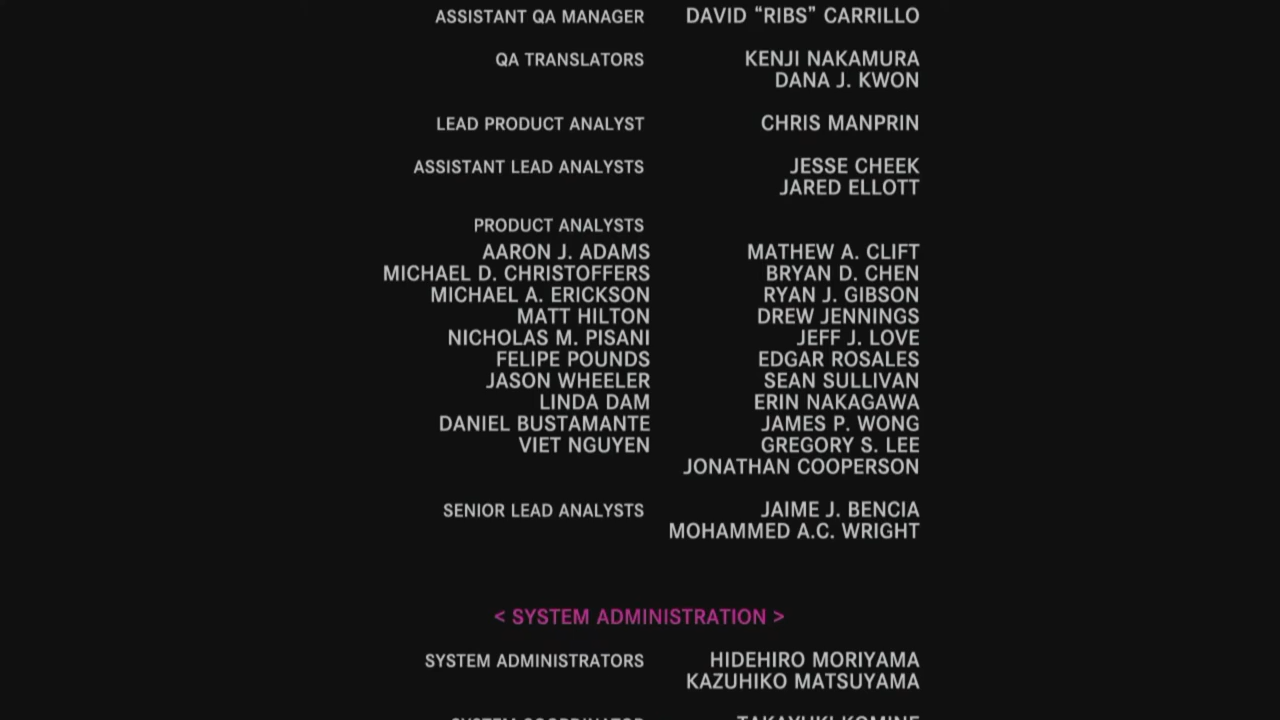 ASSISTANT QA MANAGER DAVID “RIBS” CARRILLO
QA TRANSLATORS KENJI NAKAMURA
DANA J. KWON
LEAD PRODUCT ANALYST CHRIS MANPRIN
ASSISTANT LEAD ANALYSTS JESSE CHEEK
JARED ELLOTT
PRODUCT ANALYSTS
AARON J. ADAMS MATHEW A. CLIFT
MICHAEL D. CHRISTOFFERS BRYAN D. CHEN
MICHAEL A. ERICKSON RYAN J. GIBSON
MATT HILTON DREW JENNINGS
NICHOLAS M. PISANI JEFF J. LOVE
FELIPE POUNDS EDGAR ROSALES
JASON WHEELER SEAN SULLIVAN
LINDA DAM ERIN NAKAGAWA
DANIEL BUSTAMANTE JAMES P. WONG
VIET NGUYEN GREGORY S. LEE
JONATHAN COOPERSON
SENIOR LEAD ANALYSTS JAIME J. BENCIA
MOHAMMED A.C. WRIGHT
< SYSTEM ADMINISTRATION >
SYSTEM ADMINISTRATORS HIDEHIRO MORIYAMA
KAZUHIKO MATSUYAMA
SYSTEM COORDINATOR TAKAYUKI KOMINE